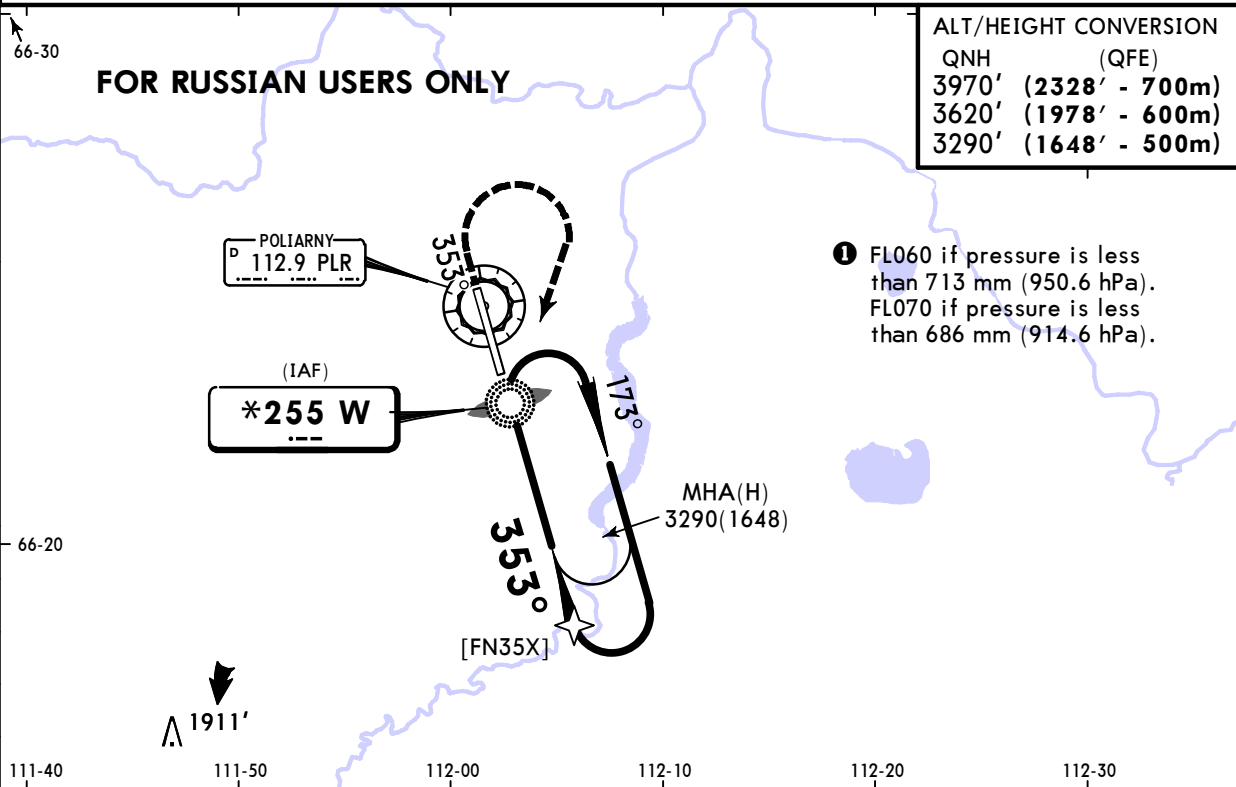 66-30
FOR RUSSIAN USERS ONLY
ALT/HEIGHT CONVERSION
QNH (QFE)
3970′ (2328′ - 700m)
3620′ (1978′ - 600m)
3290′ (1648′ - 500m)
POLIARNY
D 112.9 PLR
353°
❶ FL060 if pressure is less
than 713 mm (950.6 hPa).
FL070 if pressure is less
than 686 mm (914.6 hPa).
(IAF)
*255 W
173°
MHA(H)
3290(1648)
353°
66-20
[FN35X]
1911′
111-40 111-50 112-00 112-10 112-20 112-30